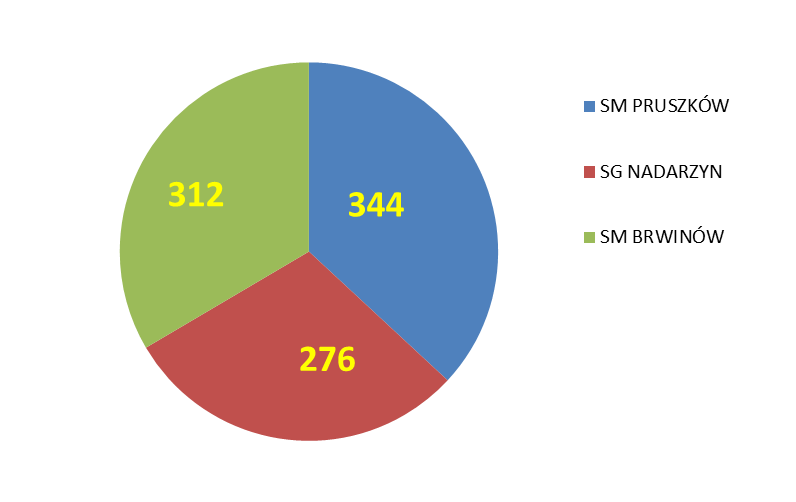 312
344
276
SM PRUSZKÓW
SG NADARZYN
SM BRWINÓW